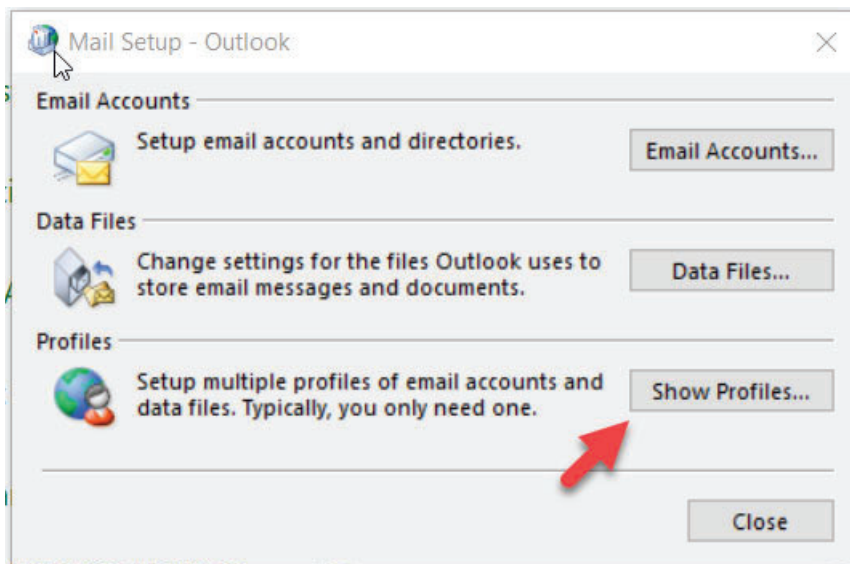 Mail Setup - Outlook
Email Accounts
Setup email accounts and directories.
Email Accounts...
Data Files
Change settings for the files Outlook uses to
store email messages and documents.
Data Files...
Profiles
Setup multiple profiles of email accounts and
data files. Typically, you only need one.
Show Profiles...
Close